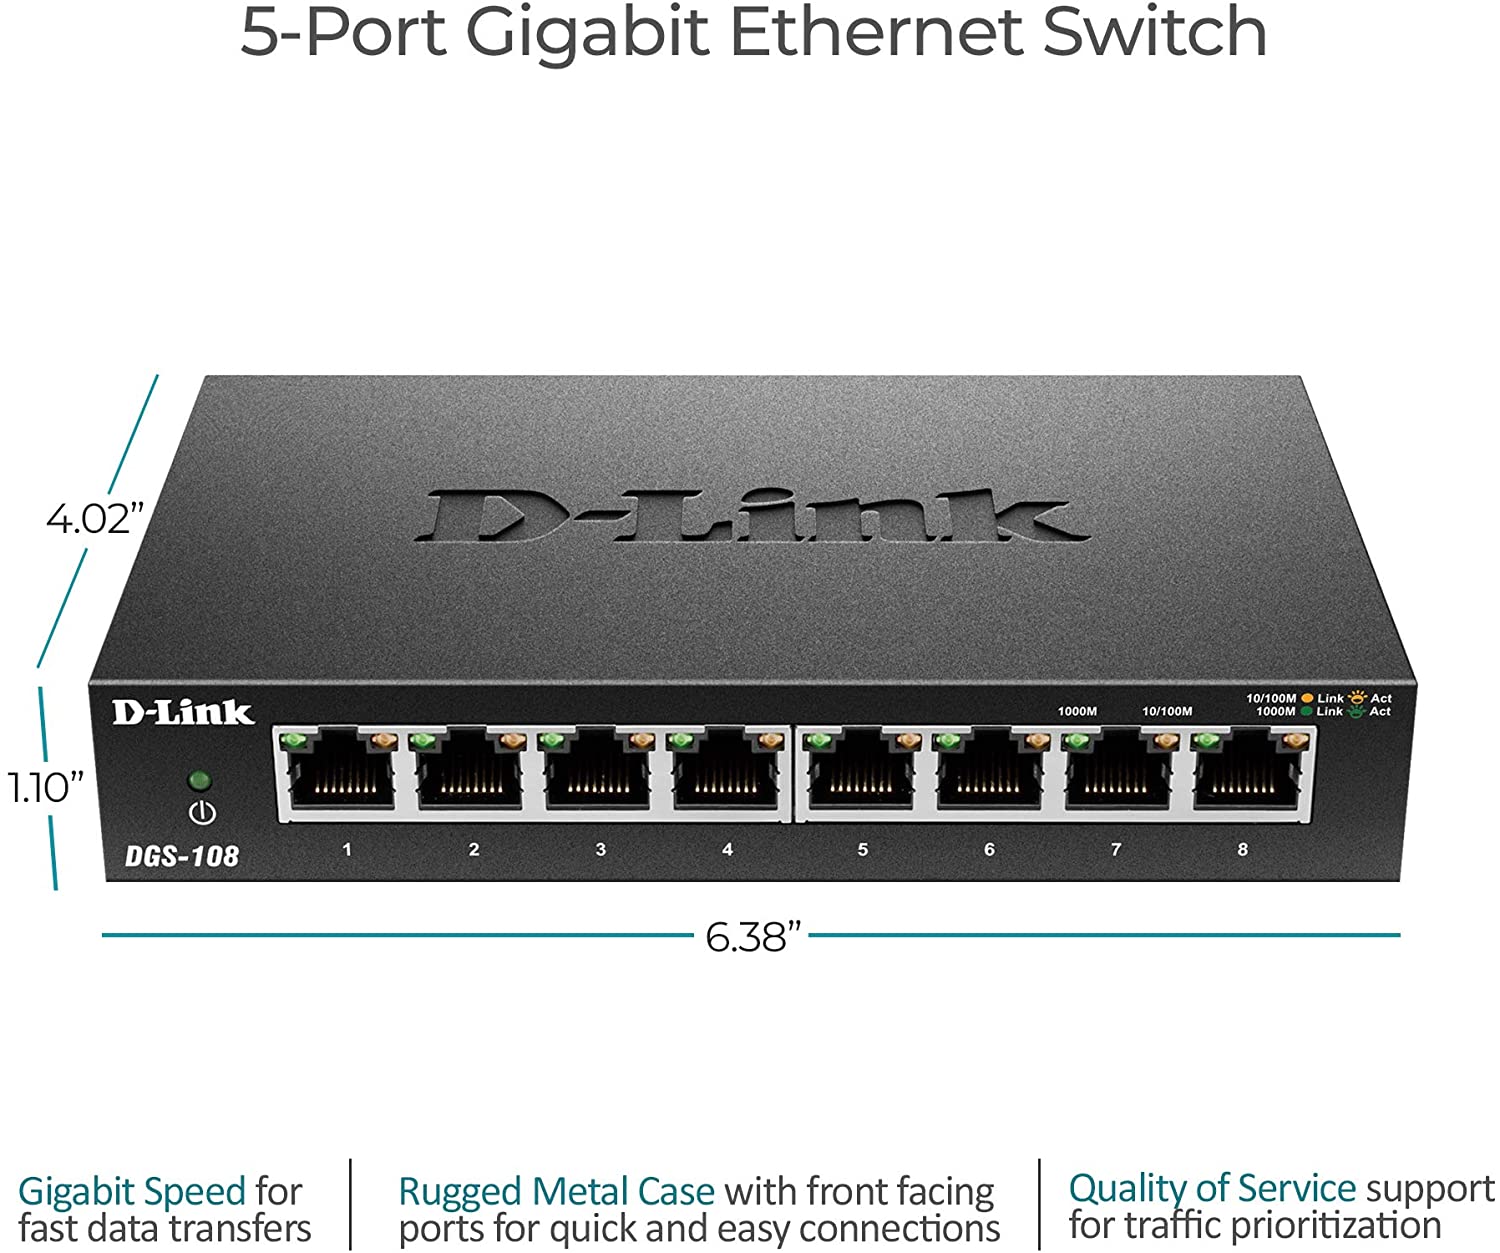 5-Port Gigabit Ethernet Switch
D-Link
4.02”
D-Link
1000M 10/100M
10/100M Link Act
1000M Link Act
1.10”
DGS-108
1 2 3 4 5 6 7 8
6.38”
Gigabit Speed for
fast data transfers
Rugged Metal Case with front facing
ports for quick and easy connections
Quality of Service support
for traffic prioritization